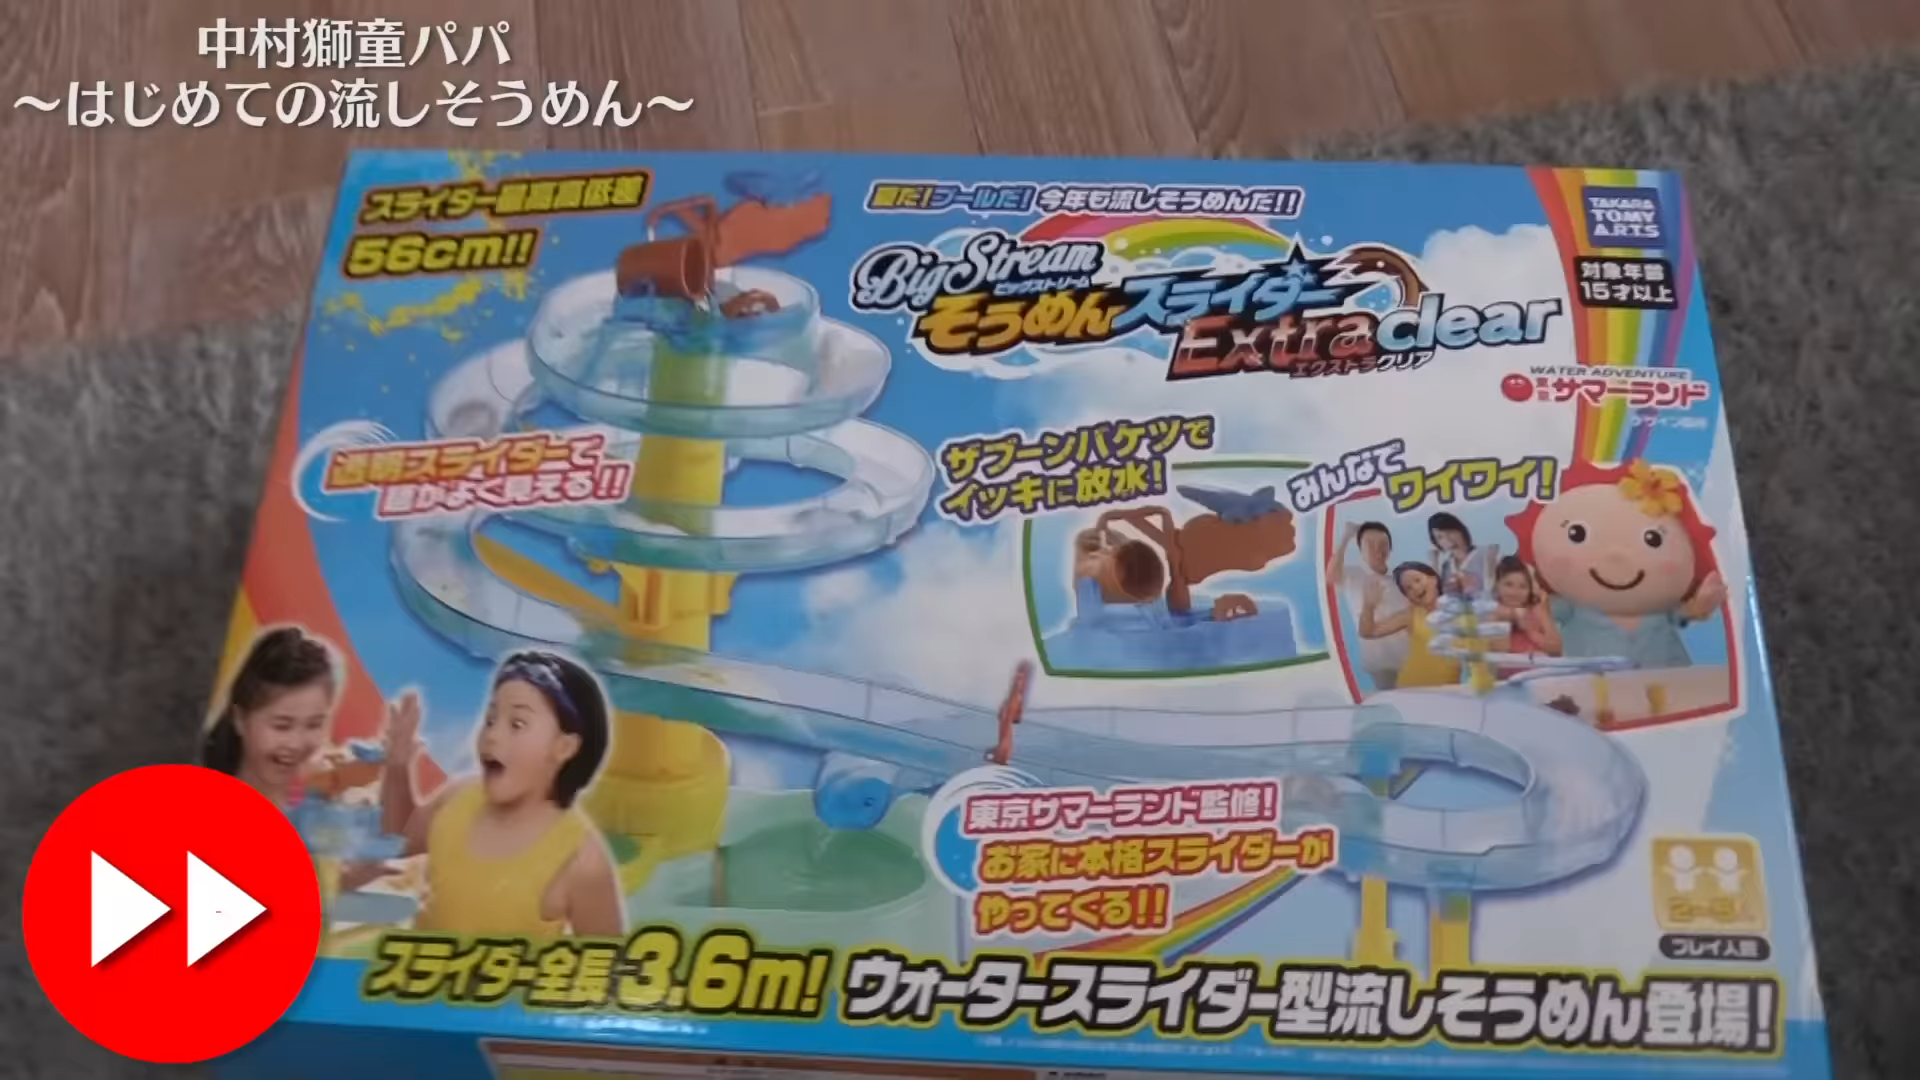 中村獅童パパ
～はじめての流しそうめん～
スライダー最高高低差
56cm!!
夏だ!プールだ!今年も流しそうめんだ!!
TAKARA
TOMY
ARTS
対象年齢
15才以上
Big Stream
ビッグストリーム
そうめんスライダー
Extra clear
エクストラクリア
WATER ADVENTURE
東京サマーランド
透明スライダーで
麺がよく見える!!
ザブーンバケツで
イッキに放水!
みんなで
ワイワイ!
東京サマーランド監修!
お家に本格スライダーが
やってくる!!
プレイ人数
スライダー全長3.6m!ウォータースライダー型流しそうめん登場!